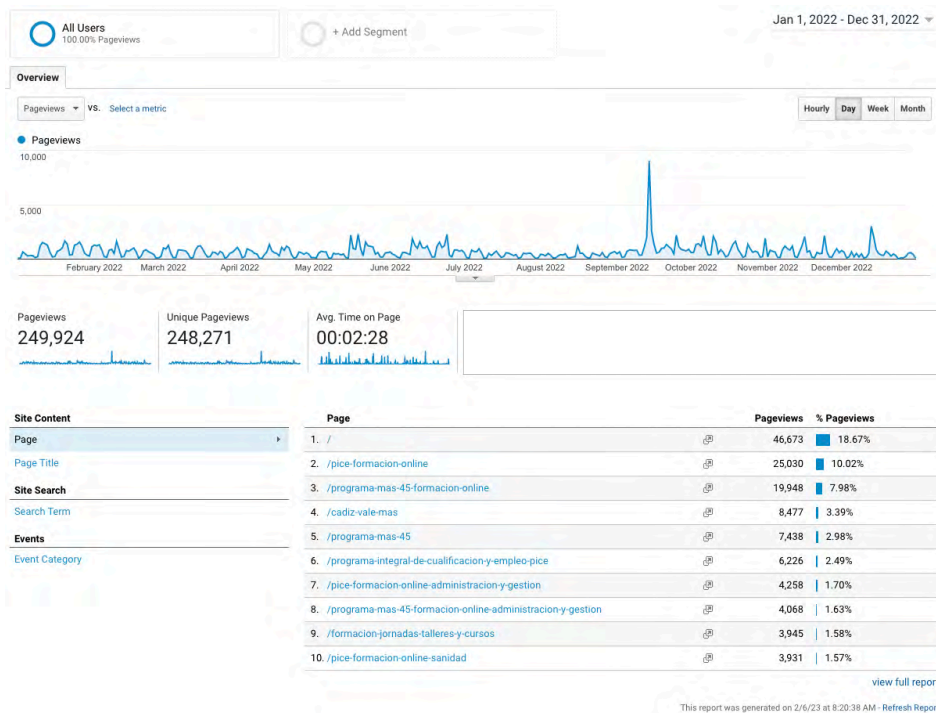 All Users
100.00% Pageviews
+ Add Segment
Jan 1, 2022 - Dec 31, 2022
Overview
Pageviews VS. Select a metric
Hourly Day Week Month
Pageviews
10,000
5,000
February 2022 March 2022 April 2022 May 2022 June 2022 July 2022 August 2022 September 2022 October 2022 November 2022 December 2022
Pageviews Unique Pageviews Avg. Time on Page
249,924 248,271 00:02:28
Site Content
Page
Page Title
Site Search
Search Term
Events
Event Category
Page Pageviews % Pageviews
1. / 46,673 18.67%
2. /pice-formacion-online 25,030 10.02%
3. /programa-mas-45-formacion-online 19,948 7.98%
4. /cadiz-vale-mas 8,477 3.39%
5. /programa-mas-45 7,438 2.98%
6. /programa-integral-de-cualificacion-y-empleo-pice 6,226 2.49%
7. /pice-formacion-online-administracion-y-gestion 4,258 1.70%
8. /programa-mas-45-formacion-online-administracion-y-gestion 4,068 1.63%
9. /formacion-jornadas-talleres-y-cursos 3,945 1.58%
10. /pice-formacion-online-sanidad 3,931 1.57%
view full repor
This report was generated on 2/6/23 at 8:20:38 AM - Refresh Repor